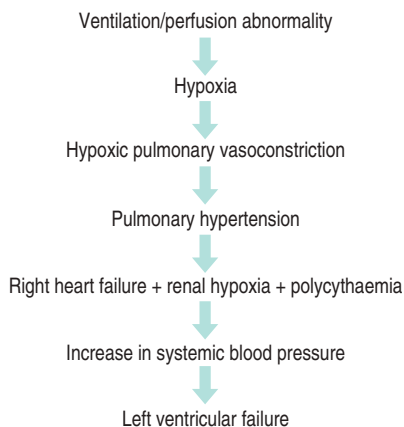 Ventilation/perfusion abnormality
Hypoxia
Hypoxic pulmonary vasoconstriction
Pulmonary hypertension
Right heart failure + renal hypoxia + polycythaemia
Increase in systemic blood pressure
Left ventricular failure